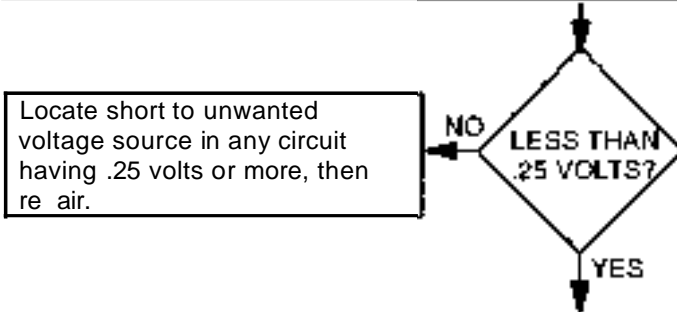 Locate short to unwanted
voltage source in any circuit
having .25 volts or more, then
re air.
NO
LESS THAN
.25 VOLTS?
YES